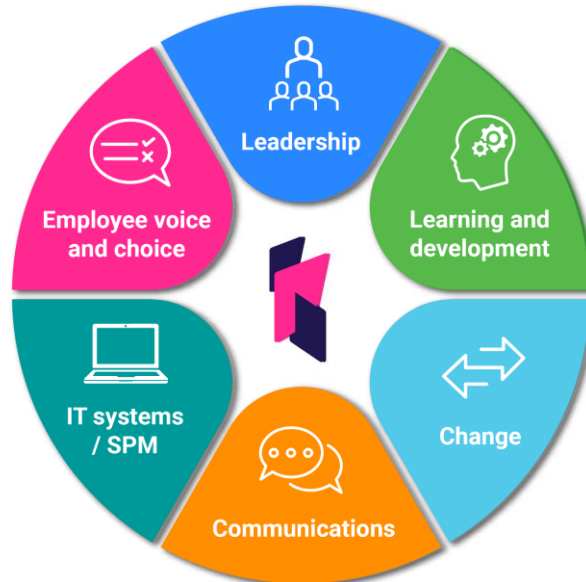 Leadership
Learning and
development
Change
Communications
IT systems
/ SPM
Employee voice
and choice